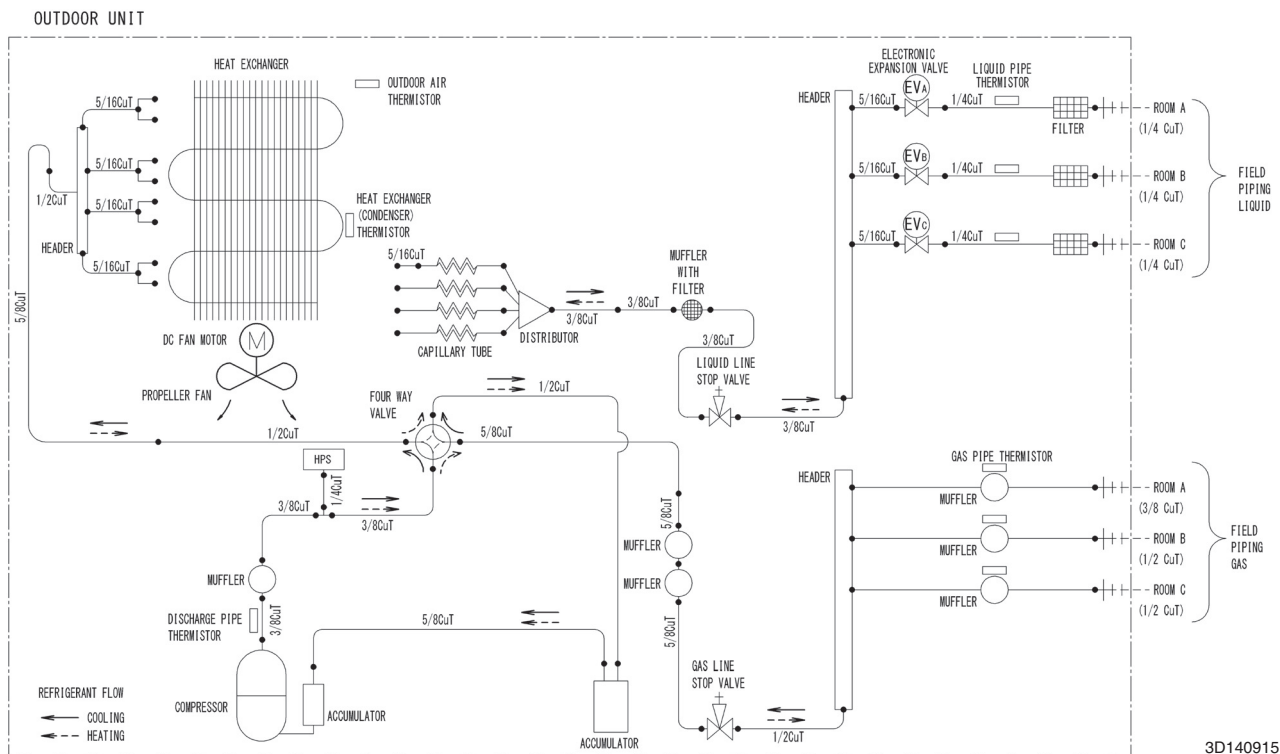 OUTDOOR UNIT
HEAT EXCHANGER
OUTDOOR AIR
THERMISTOR
5/16CuT
5/16CuT
5/16CuT
5/16CuT
1/2CuT
HEADER
5/8CuT
HEAT EXCHANGER
(CONDENSER)
THERMISTOR
DC FAN MOTOR
M
PROPELLER FAN
5/16CuT
CAPILLARY TUBE
DISTRIBUTOR
3/8CuT
3/8CuT
MUFFLER
WITH
FILTER
3/8CuT
LIQUID LINE
STOP VALVE
3/8CuT
HEADER
ELECTRONIC
EXPANSION VALVE
LIQUID PIPE
THERMISTOR
5/16CuT
EVA
1/4CuT
FILTER
ROOM A
(1/4 CuT)
5/16CuT
EVB
1/4CuT
ROOM B
(1/4 CuT)
5/16CuT
EVC
1/4CuT
ROOM C
(1/4 CuT)
FIELD
PIPING
LIQUID
FOUR WAY
VALVE
1/2CuT
1/2CuT
5/8CuT
HPS
1/4CuT
3/8CuT
3/8CuT
MUFFLER
DISCHARGE PIPE
THERMISTOR
3/8CuT
COMPRESSOR
ACCUMULATOR
5/8CuT
ACCUMULATOR
5/8CuT
MUFFLER
MUFFLER
5/8CuT
GAS LINE
STOP VALVE
1/2CuT
HEADER
GAS PIPE THERMISTOR
MUFFLER
ROOM A
(3/8 CuT)
MUFFLER
ROOM B
(1/2 CuT)
MUFFLER
ROOM C
(1/2 CuT)
FIELD
PIPING
GAS
REFRIGERANT FLOW
COOLING
HEATING
3D140915